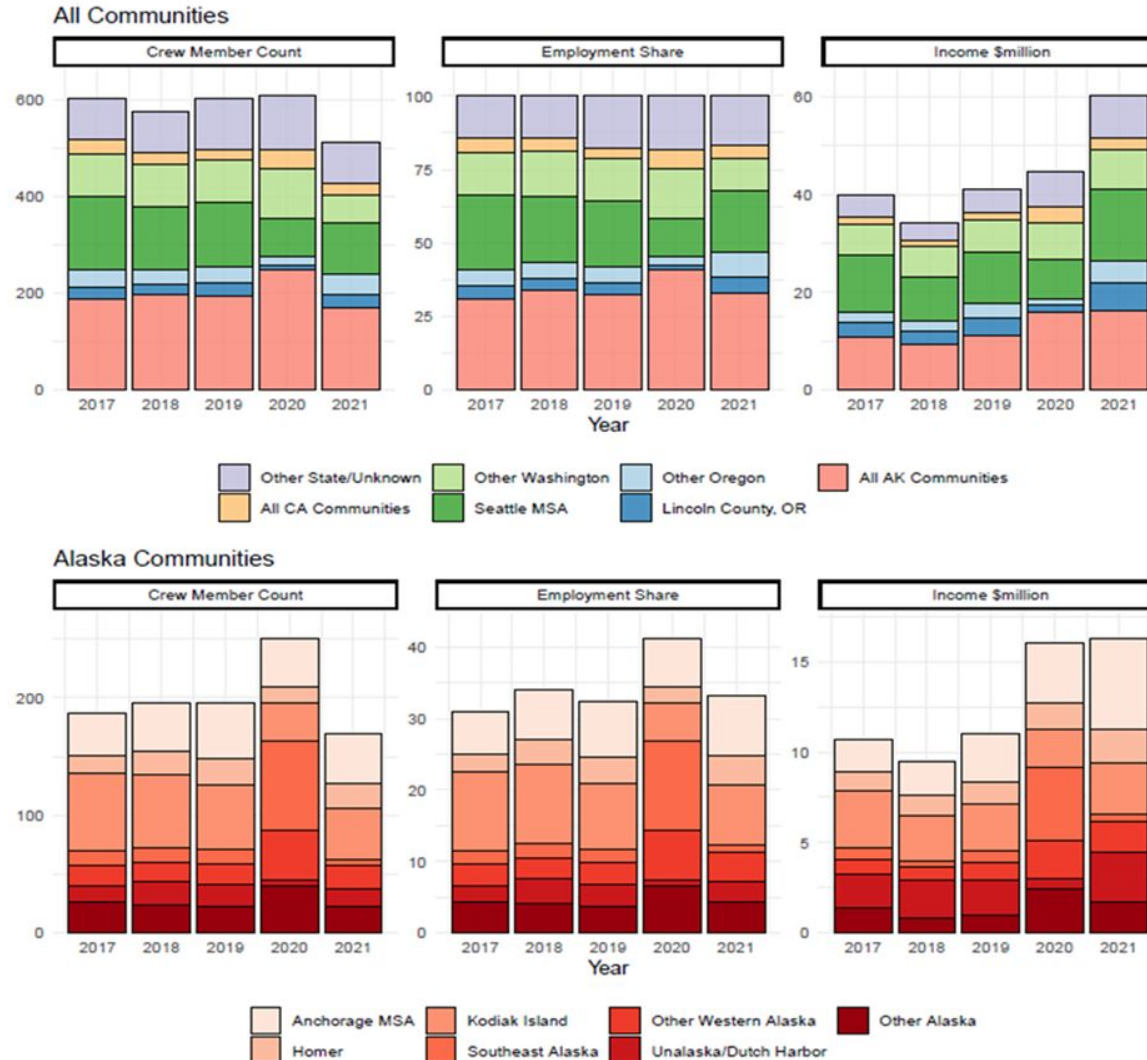 All Communities
Crew Member Count Employment Share Income $million
600 100 60
400 75 40
50
200 25 20
0 0 0
2017 2018 2019 2020 2021 2017 2018 2019 2020 2021 2017 2018 2019 2020 2021
Year
Other State/Unknown Other Washington Other Oregon All AK Communities
All CA Communities Seattle MSA Lincoln County, OR
Alaska Communities
Crew Member Count Employment Share Income $million
200 40 15
30 10
100 20 5
10
0 0 0
2017 2018 2019 2020 2021 2017 2018 2019 2020 2021 2017 2018 2019 2020 2021
Year
Anchorage MSA Kodiak Island Other Western Alaska Other Alaska
Homer Southeast Alaska Unalaska/Dutch Harbor